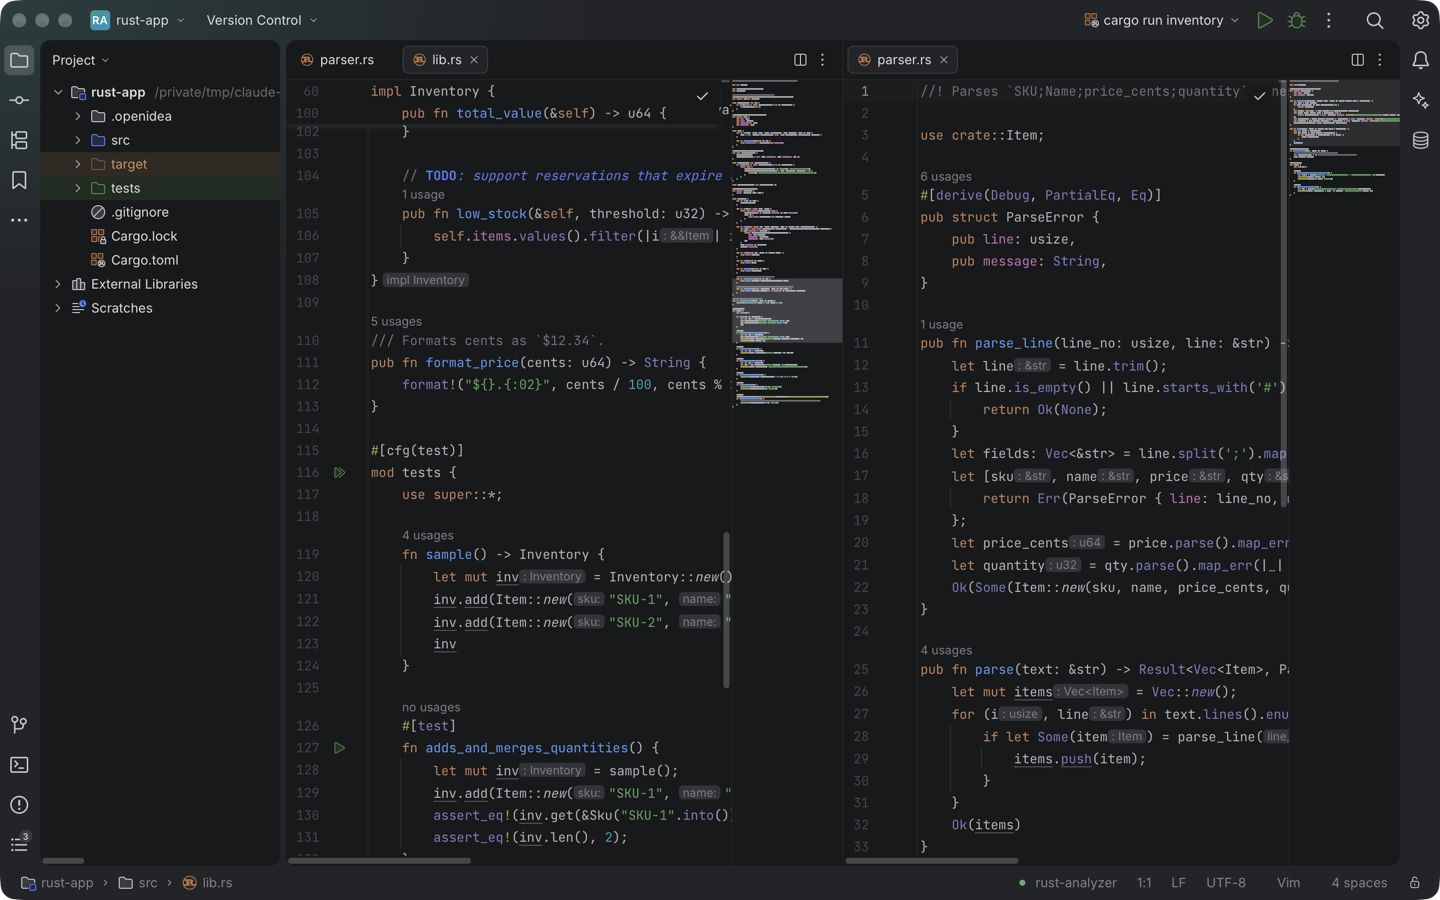 RA rust-app Version Control cargo run inventory
Project
rust-app /private/tmp/claude-
.openidea
src
target
tests
.gitignore
Cargo.lock
Cargo.toml
External Libraries
Scratches
3
parser.rs lib.rs
60 impl Inventory {
100 pub fn total_value(&self) -> u64 {
102 }
103
104 // TODO: support reservations that expire
1 usage
105 pub fn low_stock(&self, threshold: u32) ->
106 self.items.values().filter(|i : &&Item |
107 }
108 } impl Inventory
109
5 usages
110 /// Formats cents as `$12.34`.
111 pub fn format_price(cents: u64) -> String {
112 format!("${}.{:02}", cents / 100, cents %
113 }
114
115 #[cfg(test)]
116 mod tests {
117 use super::*;
118
4 usages
119 fn sample() -> Inventory {
120 let mut inv : Inventory = Inventory::new()
121 inv.add(Item::new( sku: "SKU-1", name: "
122 inv.add(Item::new( sku: "SKU-2", name: "
123 inv
124 }
125
no usages
126 #[test]
127 fn adds_and_merges_quantities() {
128 let mut inv : Inventory = sample();
129 inv.add(Item::new( sku: "SKU-1", name: "
130 assert_eq!(inv.get(&Sku("SKU-1".into()
131 assert_eq!(inv.len(), 2);
parser.rs
1 //! Parses `SKU;Name;price_cents;quantity` ne
2
3 use crate::Item;
4
6 usages
5 #[derive(Debug, PartialEq, Eq)]
6 pub struct ParseError {
7 pub line: usize,
8 pub message: String,
9 }
10
1 usage
11 pub fn parse_line(line_no: usize, line: &str) -
12 let line : &str = line.trim();
13 if line.is_empty() || line.starts_with('#')
14 return Ok(None);
15 }
16 let fields: Vec<&str> = line.split(';').map
17 let [sku : &str , name : &str , price : &str , qty : &s
18 return Err(ParseError { line: line_no,
19 };
20 let price_cents : u64 = price.parse().map_err
21 let quantity : u32 = qty.parse().map_err(|_|
22 Ok(Some(Item::new(sku, name, price_cents, qu
23 }
24
4 usages
25 pub fn parse(text: &str) -> Result<Vec<Item>, Pa
26 let mut items : Vec<Item> = Vec::new();
27 for (i : usize , line : &str ) in text.lines().enu
28 if let Some(item : Item ) = parse_line( line_
29 items.push(item);
30 }
31 }
32 Ok(items)
33 }
rust-app src lib.rs rust-analyzer 1:1 LF UTF-8 Vim 4 spaces